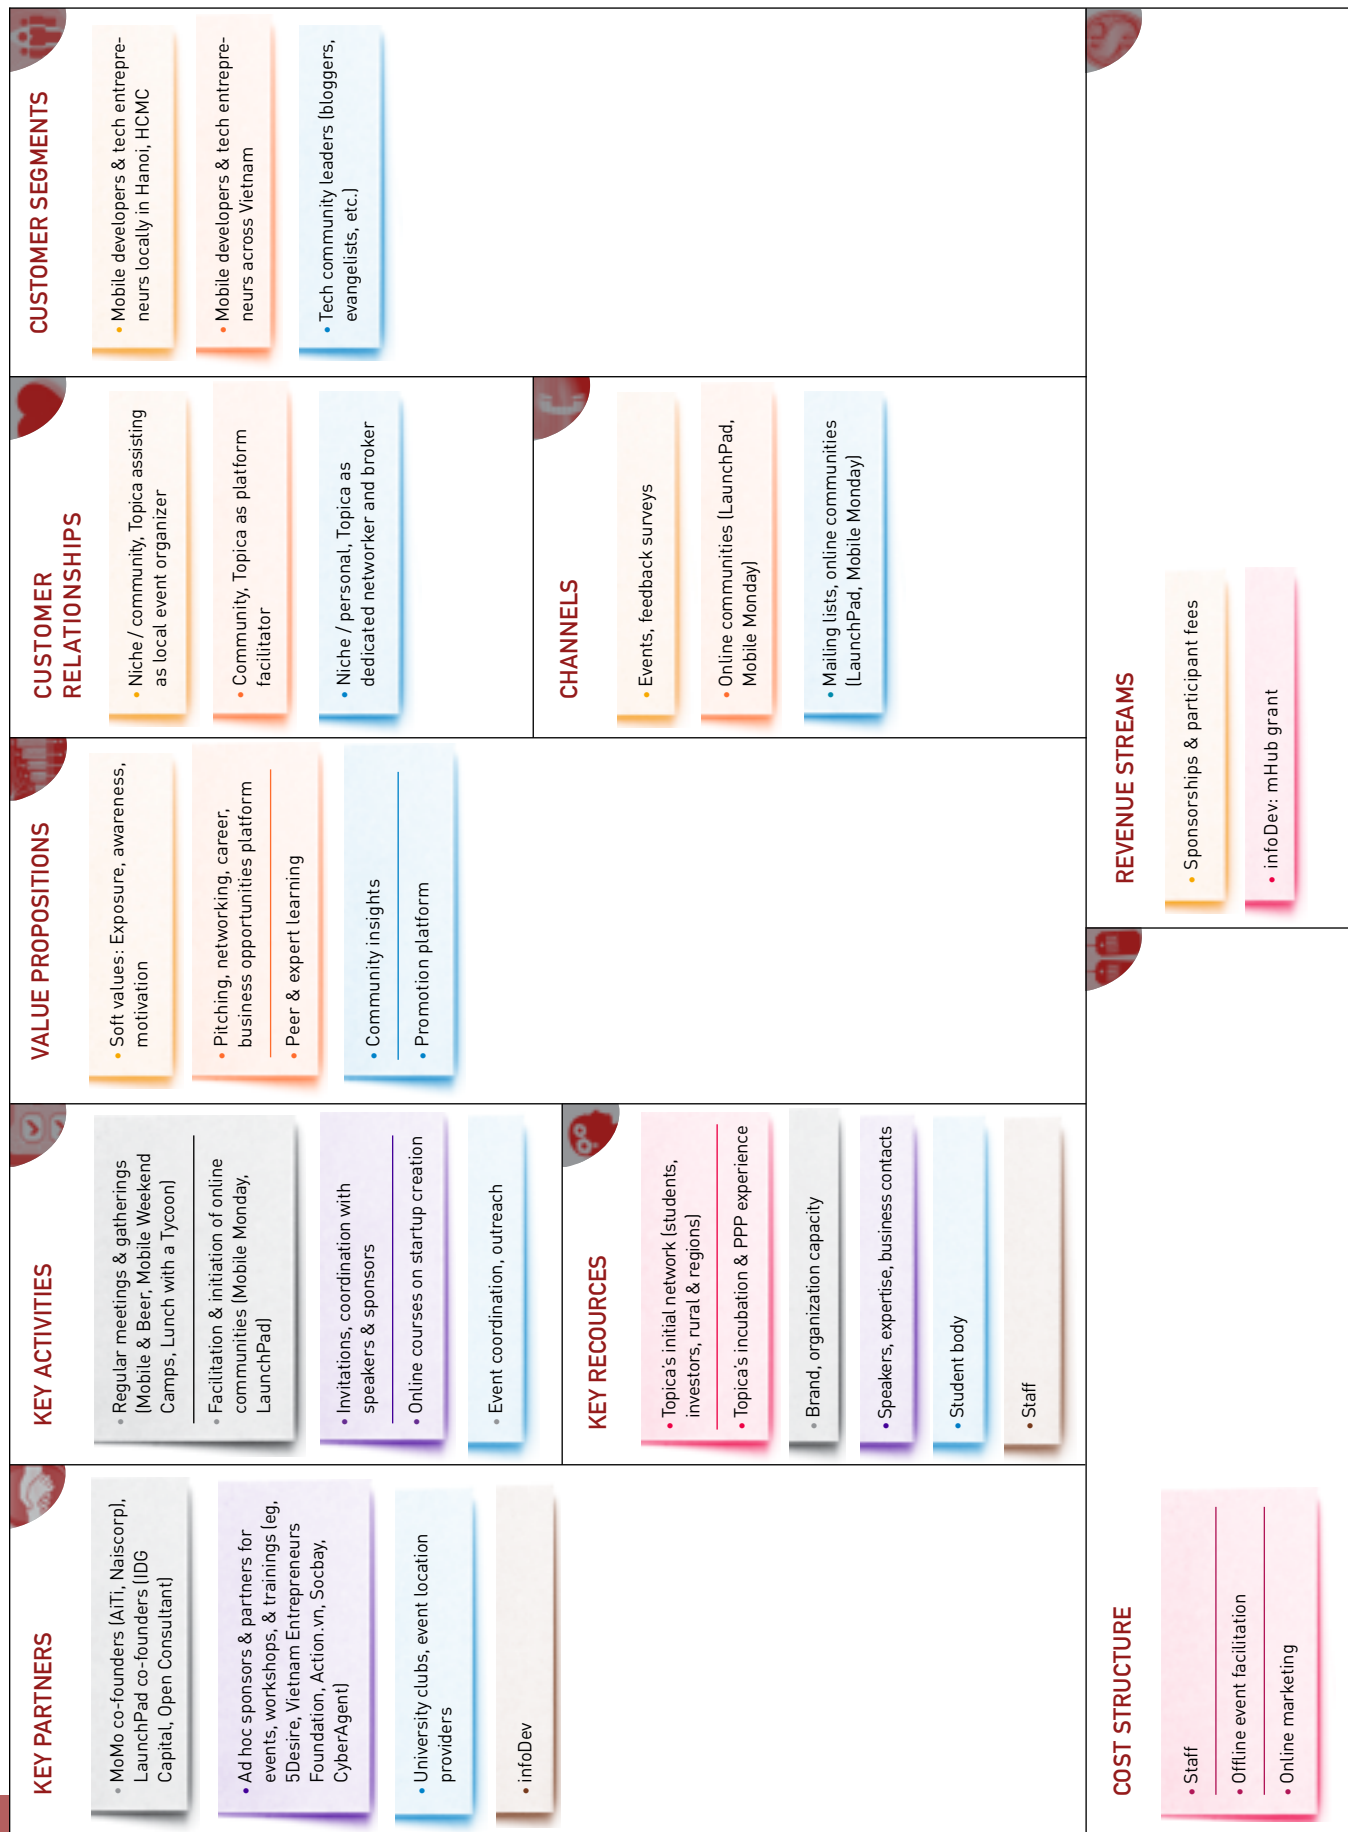 KEY PARTNERS
• MoMo co-founders (AiTi, Naiscorp),
LaunchPad co-founders (IDG
Capital, Open Consultant)
• Ad hoc sponsors & partners for
events, workshops, & trainings (eg,
5Desire, Vietnam Entrepreneurs
Foundation, Action.vn, Socbay,
CyberAgent)
• University clubs, event location
providers
• infoDev
KEY ACTIVITIES
• Regular meetings & gatherings
(Mobile & Beer, Mobile Weekend
Camps, Lunch with a Tycoon)
• Facilitation & initiation of online
communities (Mobile Monday,
LaunchPad)
• Invitations, coordination with
speakers & sponsors
• Online courses on startup creation
• Event coordination, outreach
KEY RECOURCES
• Topica's initial network (students,
investors, rural & regions)
• Topica's incubation & PPP experience
• Brand, organization capacity
• Speakers, expertise, business contacts
• Student body
• Staff
VALUE PROPOSITIONS
• Soft values: Exposure, awareness,
motivation
• Pitching, networking, career,
business opportunities platform
• Peer & expert learning
• Community insights
• Promotion platform
CUSTOMER
RELATIONSHIPS
• Niche / community, Topica assisting
as local event organizer
• Community, Topica as platform
facilitator
• Niche / personal, Topica as
dedicated networker and broker
CHANNELS
• Events, feedback surveys
• Online communities (LaunchPad,
Mobile Monday)
• Mailing lists, online communities
(LaunchPad, Mobile Monday)
CUSTOMER SEGMENTS
• Mobile developers & tech entrepre-
neurs locally in Hanoi, HCMC
• Mobile developers & tech entrepre-
neurs across Vietnam
• Tech community leaders (bloggers,
evangelists, etc.)
COST STRUCTURE
• Staff
• Offline event facilitation
• Online marketing
REVENUE STREAMS
• Sponsorships & participant fees
• infoDev: mHub grant